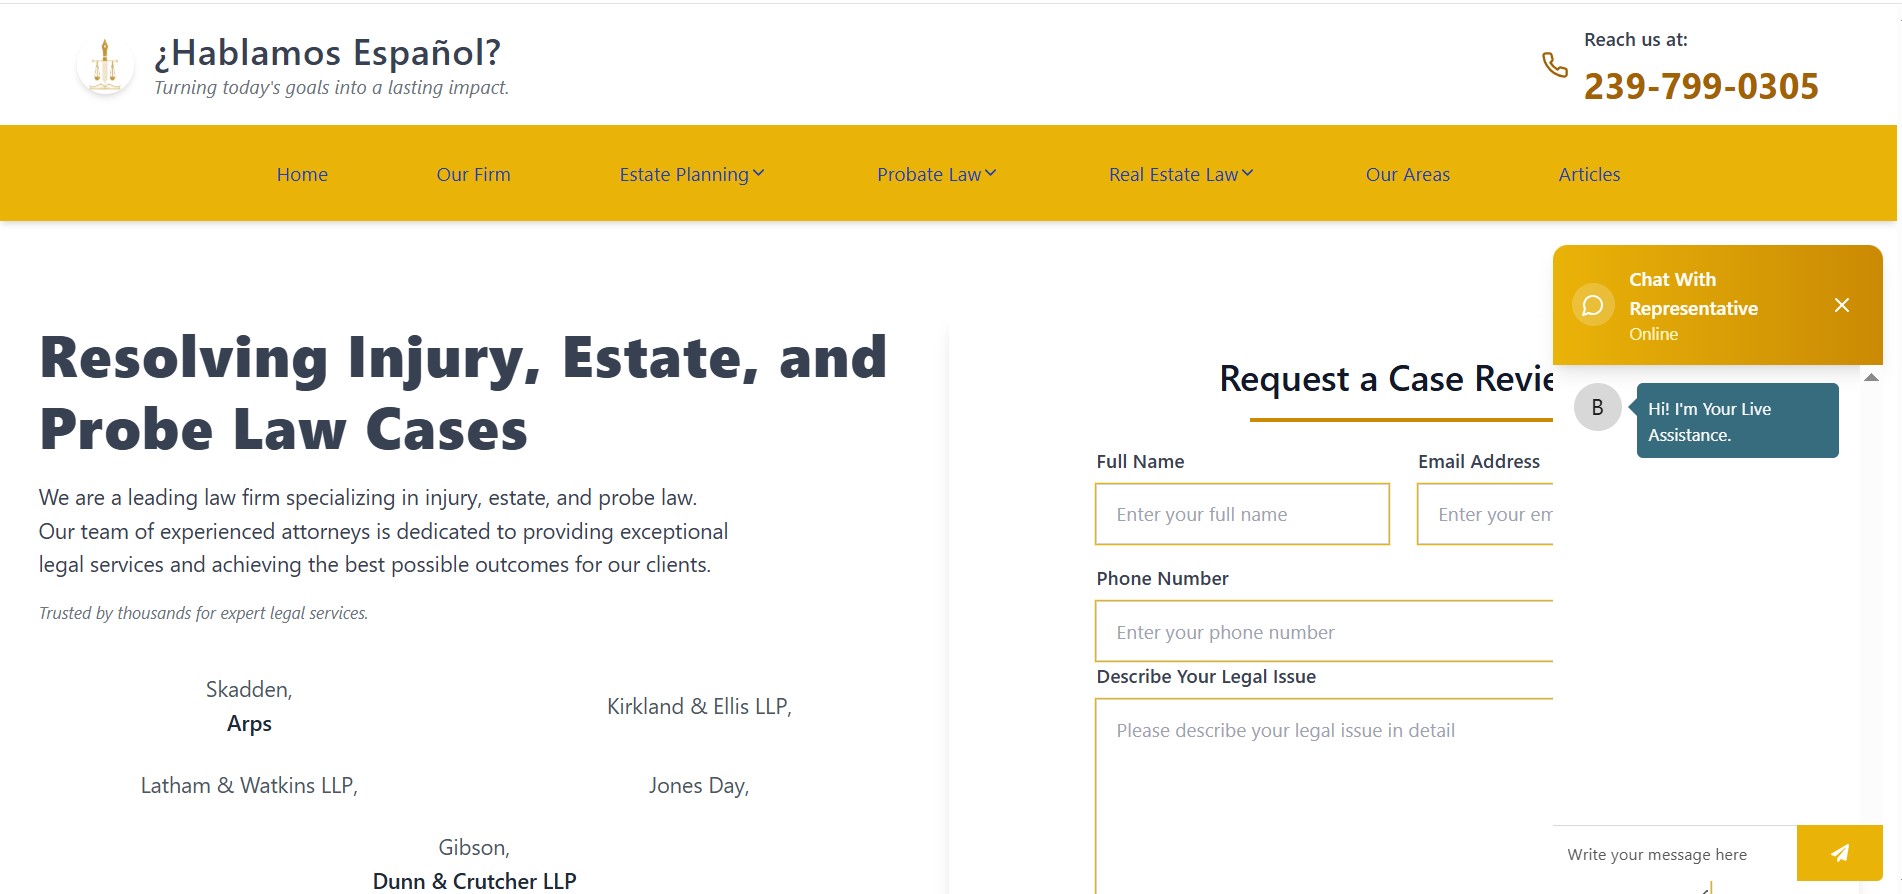 ¿Hablamos Español?
Turning today's goals into a lasting impact.
Reach us at:
239-799-0305
Home
Our Firm
Estate Planning
Probate Law
Real Estate Law
Our Areas
Articles
Resolving Injury, Estate, and
Probe Law Cases
We are a leading law firm specializing in injury, estate, and probe law.
Our team of experienced attorneys is dedicated to providing exceptional
legal services and achieving the best possible outcomes for our clients.
Trusted by thousands for expert legal services.
Skadden,
Arps
Kirkland & Ellis LLP,
Latham & Watkins LLP,
Jones Day,
Gibson,
Dunn & Crutcher LLP
Request a Case Revie
Full Name
Email Address
Enter your full name
Enter your em
Phone Number
Enter your phone number
Describe Your Legal Issue
Please describe your legal issue in detail
Chat With
Representative
Online
B
Hi! I'm Your Live
Assistance.
Write your message here